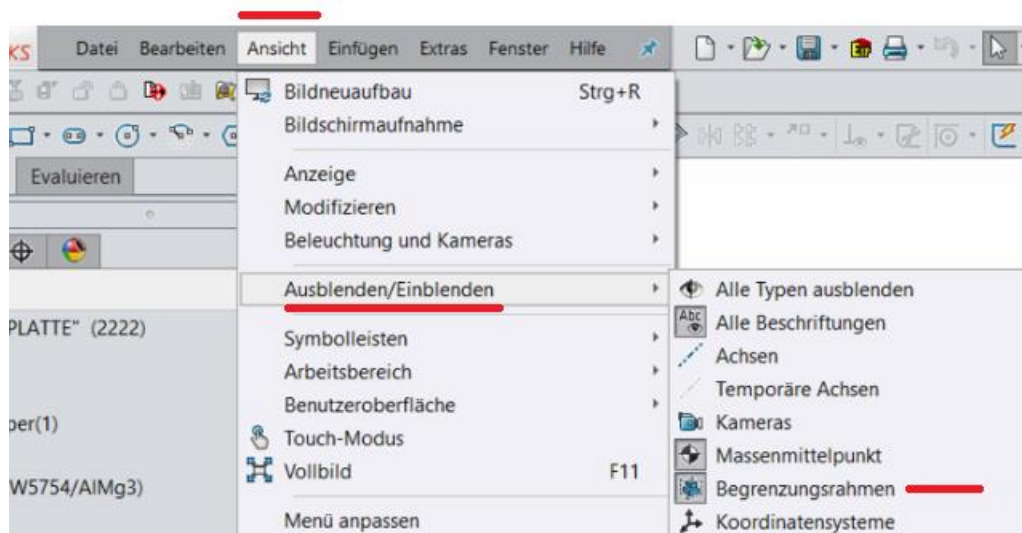 KS Datei Bearbeiten Ansicht Einfügen Extras Fenster Hilfe
Bildneuaufbau Strg+R
Bildschirmaufnahme
Evaluieren
Anzeige
Modifizieren
Beleuchtung und Kameras
Ausblenden/Einblenden
Alle Typen ausblenden
PLATTE" (2222)
Abc
Alle Beschriftungen
Symbolleisten
Achsen
Arbeitsbereich
Temporäre Achsen
Benutzeroberfläche
per(1)
Kameras
Touch-Modus
Massenmittelpunkt
Vollbild F11
W5754/AlMg3)
Begrenzungsrahmen
Menü anpassen
Koordinatensysteme